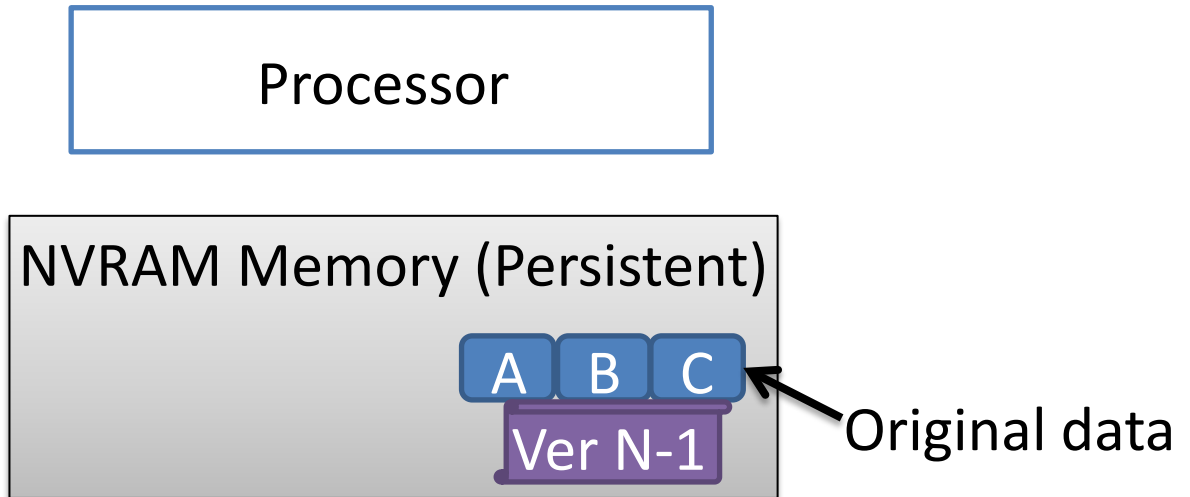 Processor
NVRAM Memory (Persistent)
A B C
Ver N-1
Original data